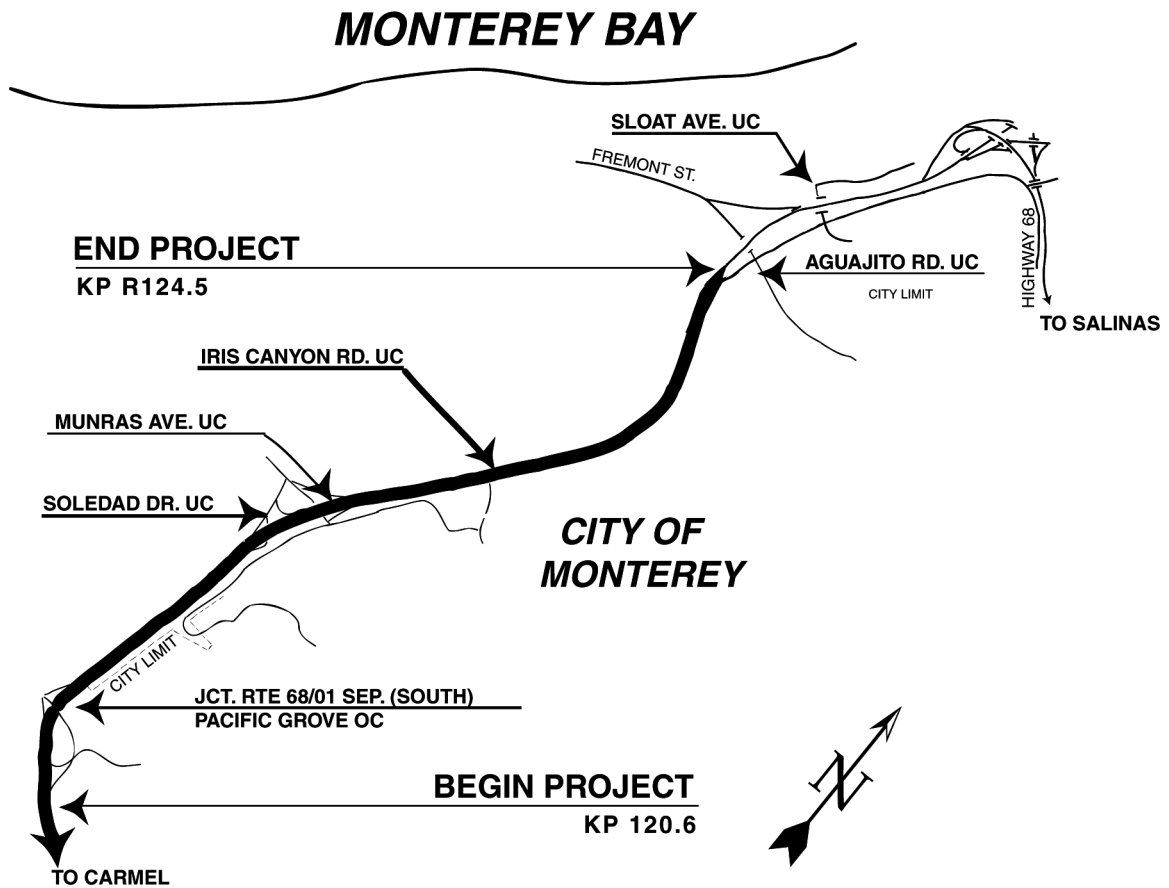 MONTEREY BAY
SLOAT AVE. UC
FREMONT ST.
END PROJECT
KP R124.5
AGUAJITO RD. UC
CITY LIMIT
HIGHWAY 68
TO SALINAS
IRIS CANYON RD. UC
MUNRAS AVE. UC
SOLEDAD DR. UC
CITY OF
MONTEREY
CITY LIMIT
JCT. RTE 68/01 SEP. (SOUTH)
PACIFIC GROVE OC
BEGIN PROJECT
KP 120.6
N
TO CARMEL